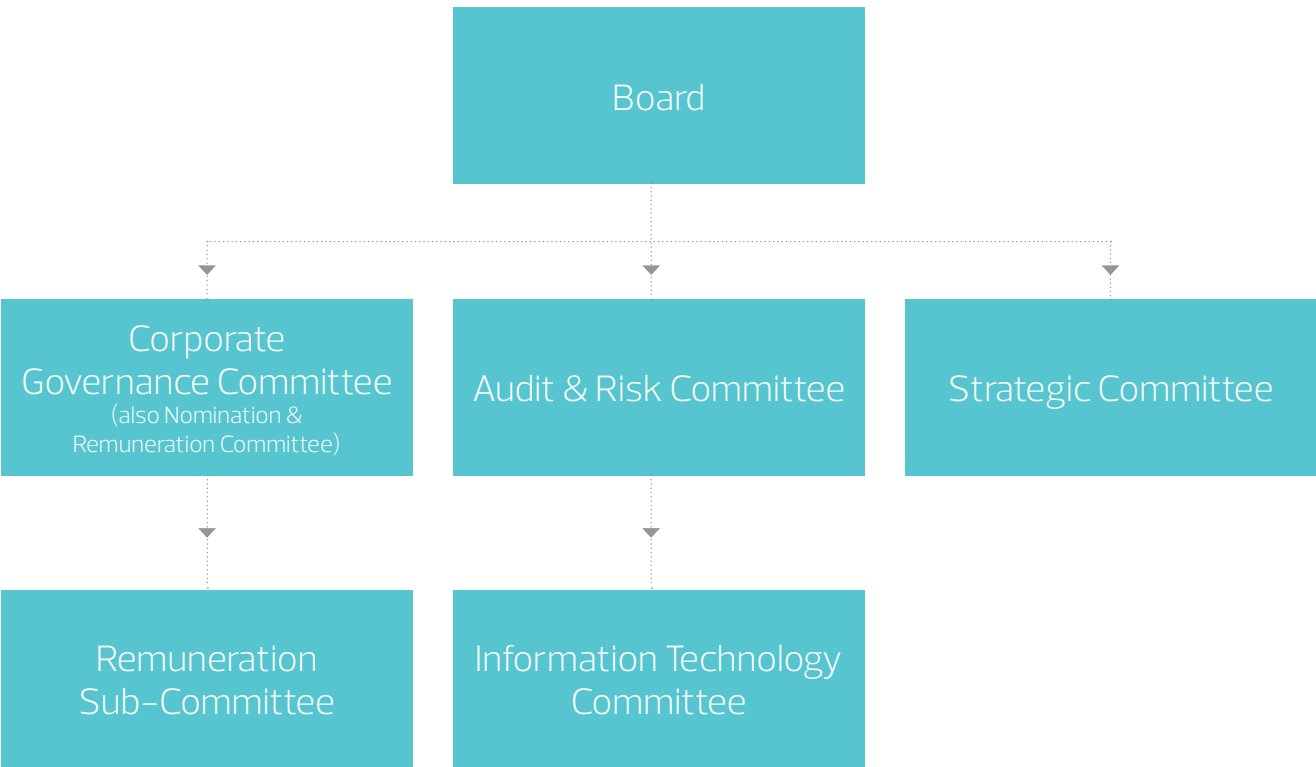 Board
Corporate
Governance Committee
(also Nomination &
Remuneration Committee)
Audit & Risk Committee
Strategic Committee
Remuneration
Sub-Committee
Information Technology
Committee